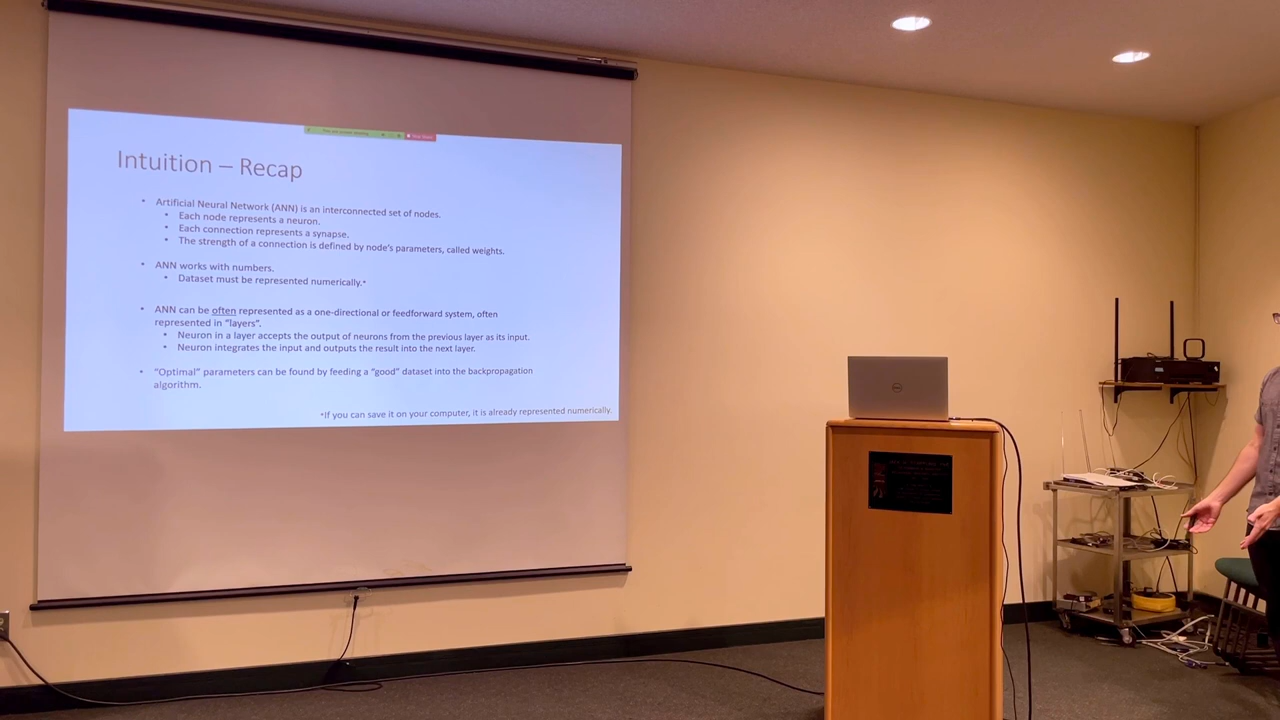 Intuition – Recap
• Artificial Neural Network (ANN) is an interconnected set of nodes.
• Each node represents a neuron.
• Each connection represents a synapse.
• The strength of a connection is defined by node's parameters, called weights.
• ANN works with numbers.
• Dataset must be represented numerically.*
• ANN can be often represented as a one-directional or feedforward system, often
represented in "layers".
• Neuron in a layer accepts the output of neurons from the previous layer as its input.
• Neuron integrates the input and outputs the result into the next layer.
• "Optimal" parameters can be found by feeding a "good" dataset into the backpropagation
algorithm.
*If you can save it on your computer, it is already represented numerically.
DELL